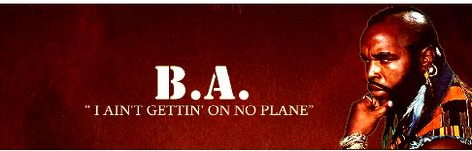 B.A.
“ I AIN'T GETTIN' ON NO PLANE”